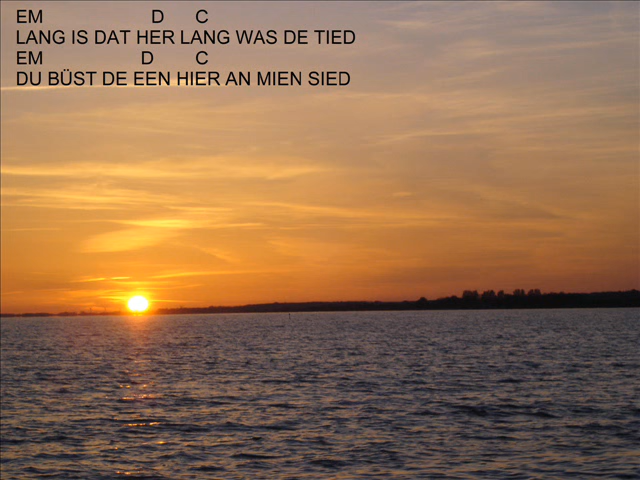 EM D C
LANG IS DAT HER LANG WAS DE TIED
EM D C
DU BÜST DE EEN HIER AN MIEN SIED